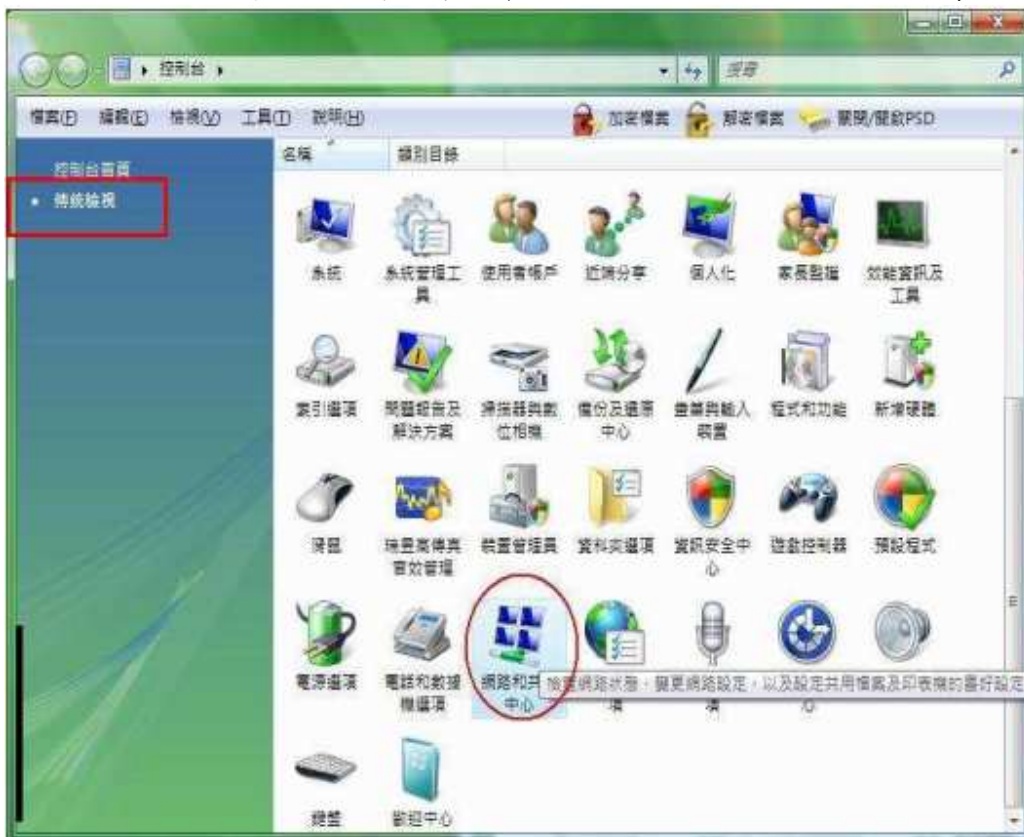 控制台
搜尋
檔案(F) 編輯(E) 檢視(V) 工具(T) 說明(H)
加密檔案 解密檔案 關閉/開啟PSD
控制台首頁
傳統檢視
名稱 類別目錄
系統 系統管理工具 使用者帳戶 近端分享 個人化 家長監護 效能資訊及工具
索引選項 問題報告及解決方案 掃描器與數位相機 備份及還原中心 畫筆與輸入裝置 程式和功能 新增硬體
滑鼠 瑞昱高傳真音效管理 裝置管理員 資料夾選項 資訊安全中心 遊戲控制器 預設程式
電源選項 電話和數據機選項 網路和共 中心 項 項 心
檢查網路狀態、變更網路設定,以及設定共用檔案及印表機的喜好設定
鍵盤 歡迎中心